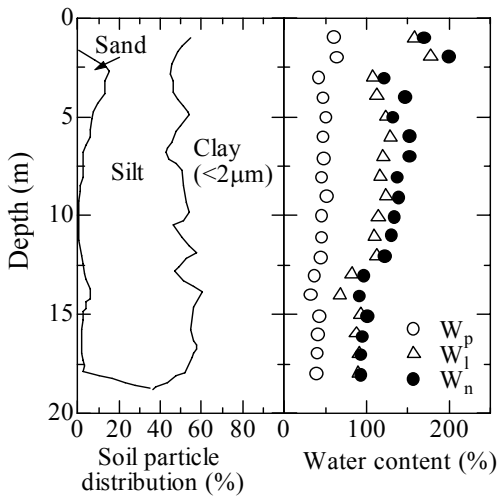 0
5
10
15
20
Depth (m)
Sand
Silt
Clay
(<2μm)
0 20 40 60 80
Soil particle
distribution (%)
0 100 200
Water content (%)
W_p
W_l
W_n